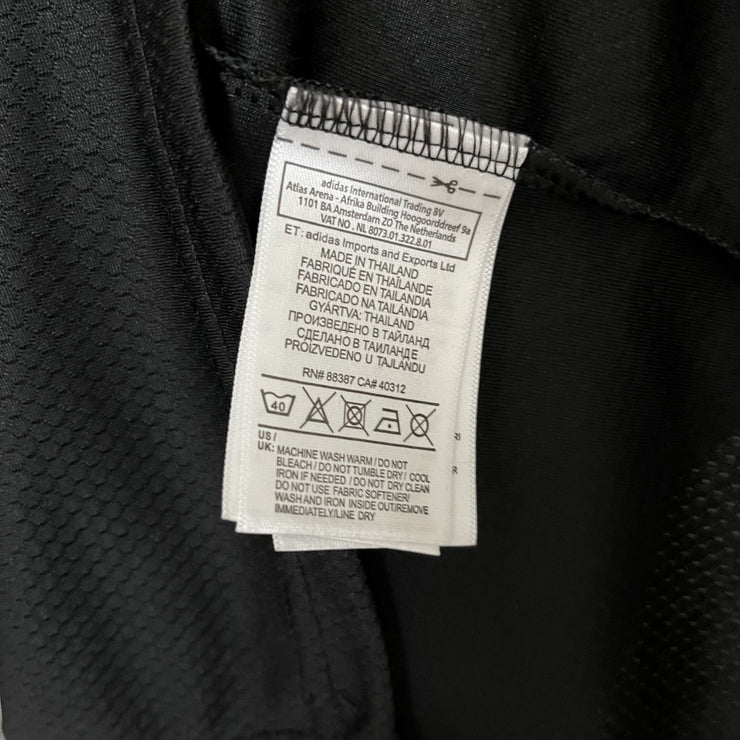 adidas International Trading BV
Atlas Arena - Afrika Building Hoogoorddreef 9a
1101 BA Amsterdam ZO The Netherlands
VAT NO. NL 8073.01.322.8.01
ET: adidas Imports and Exports Ltd
MADE IN THAILAND
FABRIQUÉ EN THAÏLANDE
FABRICADO EN TAILANDIA
FABRICADO NA TAILÂNDIA
GYÁRTVA: THAILAND
ПРОИЗВЕДЕНО В ТАЙЛАНД
СДЕЛАНО В ТАИЛАНДЕ
PROIZVEDENO U TAJLANDU
RN# 88387 CA# 40312
40
US /
UK: MACHINE WASH WARM / DO NOT
BLEACH / DO NOT TUMBLE DRY / COOL
IRON IF NEEDED / DO NOT DRY CLEAN
DO NOT USE FABRIC SOFTENER/
WASH AND IRON INSIDE OUT/REMOVE
IMMEDIATELY/LINE DRY
RI
R